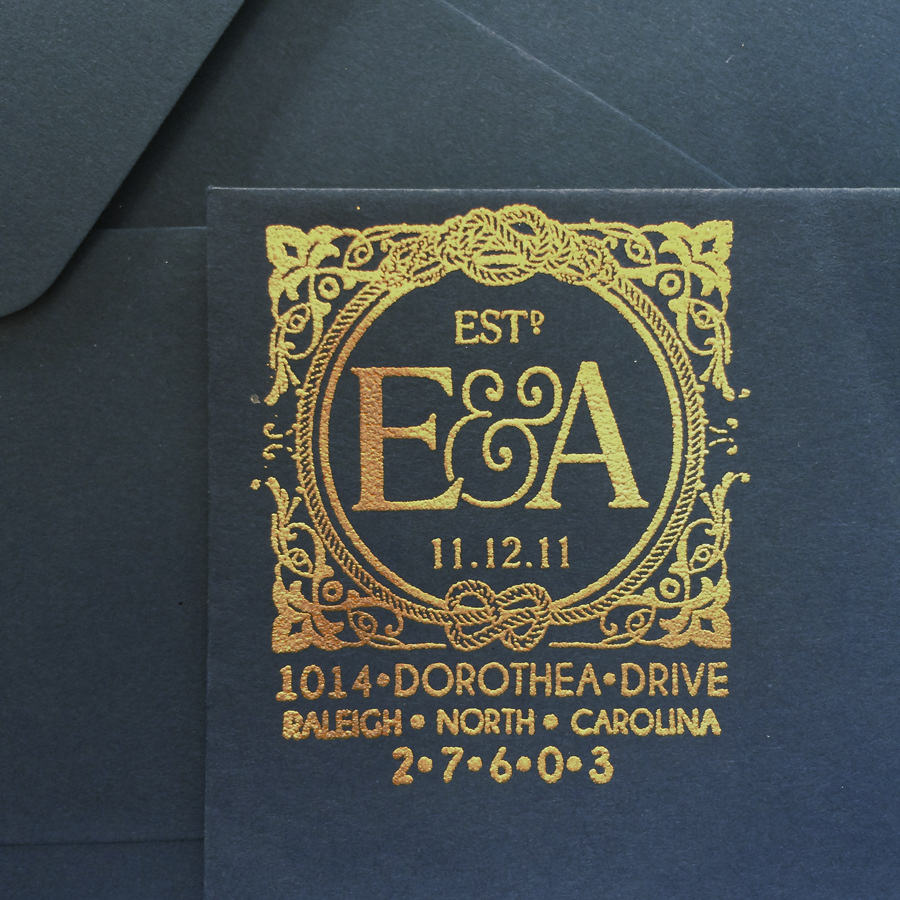 ESTD
E&A
11.12.11
1014•DOROTHEA•DRIVE
RALEIGH • NORTH • CAROLINA
2•7•6•0•3